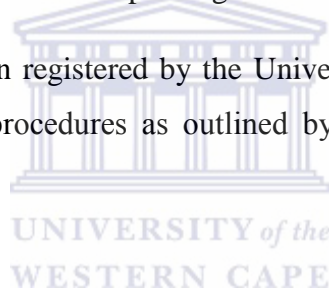 n registered by the Unive
procedures as outlined by
UNIVERSITY of the
WESTERN CAPE